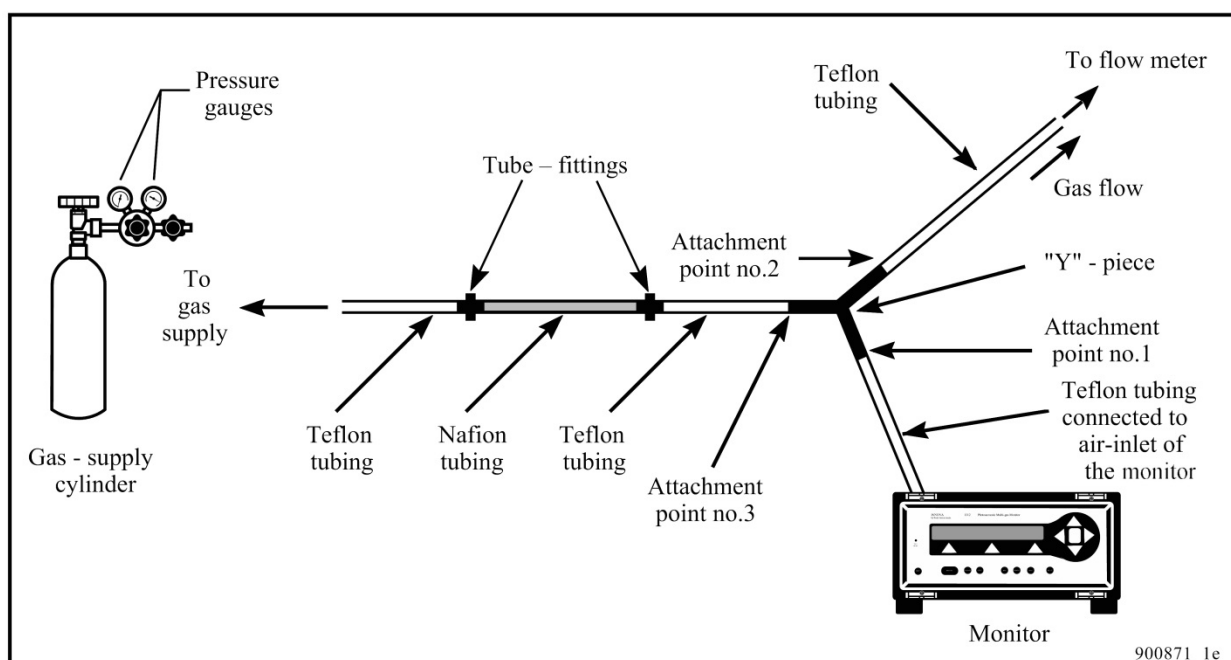 Pressure
gauges
Teflon
tubing
To flow meter
Gas flow
Tube – fittings
Attachment
point no.2
"Y" - piece
To
gas
supply
Attachment
point no.1
Teflon
tubing
Nafion
tubing
Teflon
tubing
Attachment
point no.3
Teflon tubing
connected to
air-inlet of
the monitor
Gas - supply
cylinder
Monitor
900871_1e